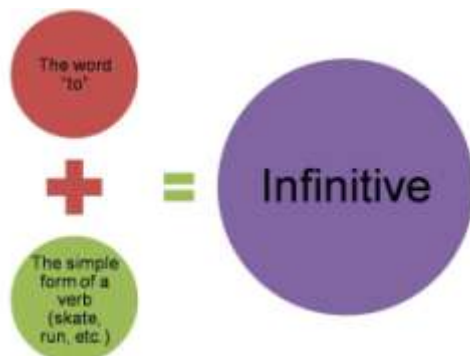 The word
"to"
+
The simple
form of a
verb
(skate,
run, etc.)
=
Infinitive